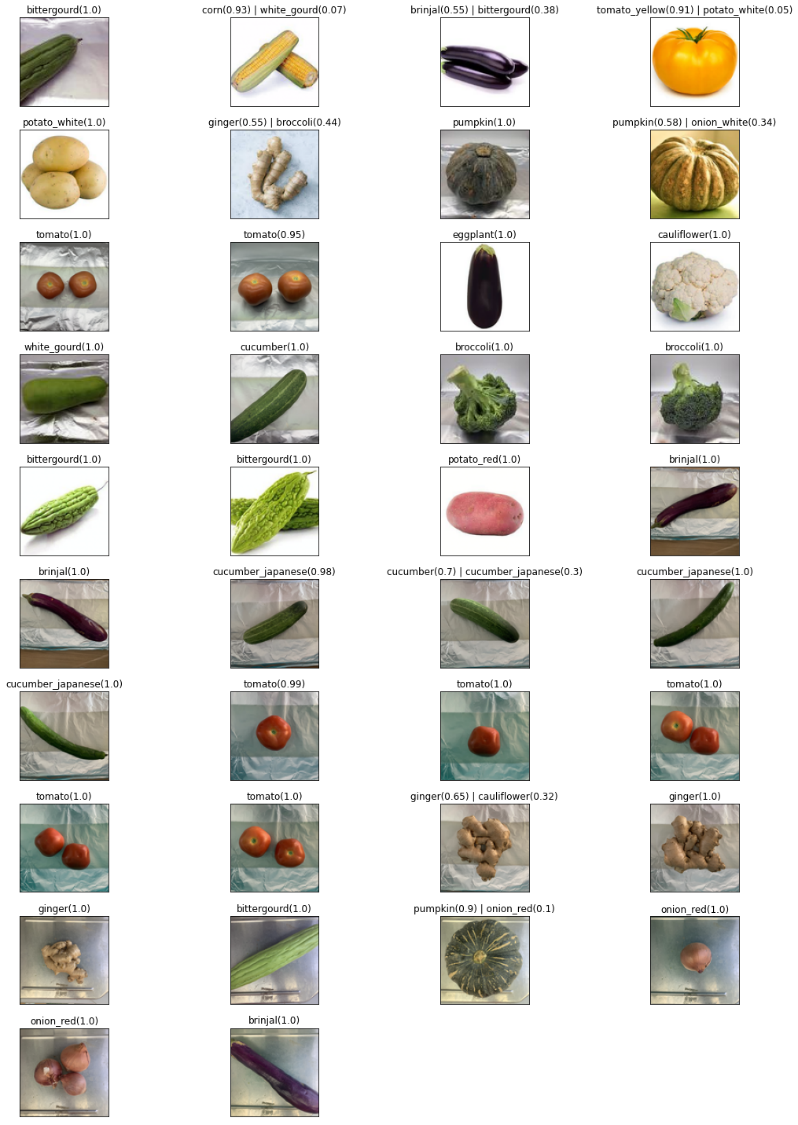 bittergourd(1.0)
corn(0.93) | white_gourd(0.07)
brinjal(0.55) | bittergourd(0.38)
tomato_yellow(0.91) | potato_white(0.05)
potato_white(1.0)
ginger(0.55) | broccoli(0.44)
pumpkin(1.0)
pumpkin(0.58) | onion_white(0.34)
tomato(1.0)
tomato(0.95)
eggplant(1.0)
cauliflower(1.0)
white_gourd(1.0)
cucumber(1.0)
broccoli(1.0)
broccoli(1.0)
bittergourd(1.0)
bittergourd(1.0)
potato_red(1.0)
brinjal(1.0)
brinjal(1.0)
cucumber_japanese(0.98)
cucumber(0.7) | cucumber_japanese(0.3)
cucumber_japanese(1.0)
cucumber_japanese(1.0)
tomato(0.99)
tomato(1.0)
tomato(1.0)
tomato(1.0)
tomato(1.0)
ginger(0.65) | cauliflower(0.32)
ginger(1.0)
ginger(1.0)
bittergourd(1.0)
pumpkin(0.9) | onion_red(0.1)
onion_red(1.0)
onion_red(1.0)
brinjal(1.0)